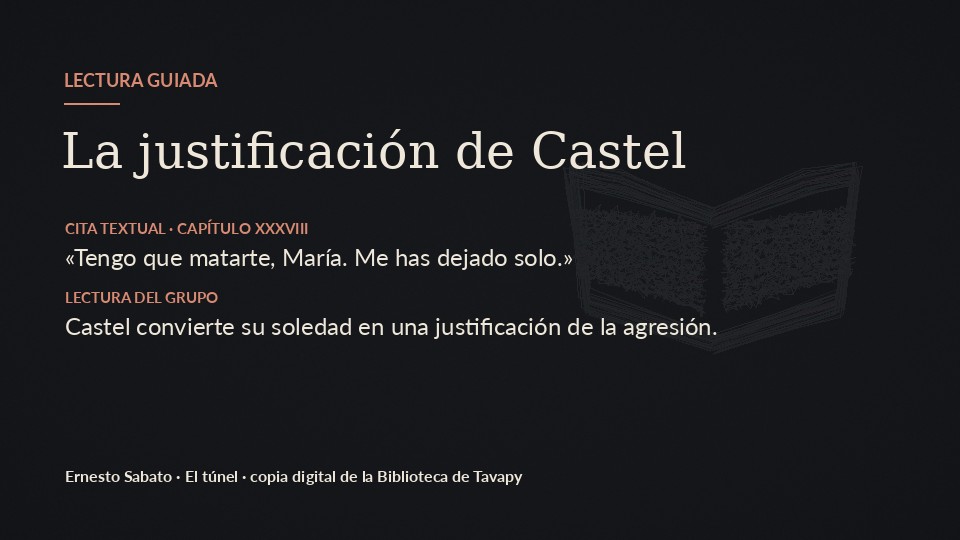 LECTURA GUIADA
La justificación de Castel
CITA TEXTUAL · CAPÍTULO XXXVIII
«Tengo que matarte, María. Me has dejado solo.»
LECTURA DEL GRUPO
Castel convierte su soledad en una justificación de la agresión.
Ernesto Sabato · El túnel · copia digital de la Biblioteca de Tavapy